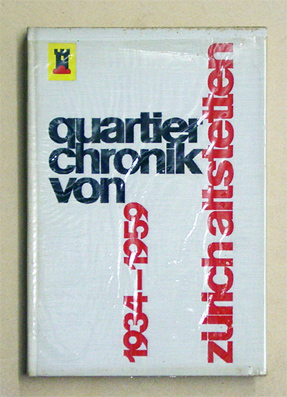 quartier
chronik
von
zürich altstetten
1934–1959